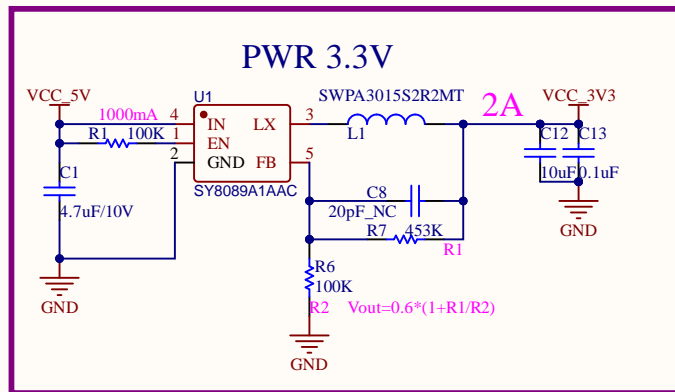 PWR 3.3V
VCC_5V
U1
SWPA3015S2R2MT
2A
VCC_3V3
1000mA
4
IN
LX
3
L1
R1
100K
1
EN
C12
C13
2
GND
FB
5
10uF
0.1uF
C1
SY8089A1AAC
C8
4.7uF/10V
20pF_NC
GND
R7
453K
R1
R6
100K
GND
R2
Vout=0.6*(1+R1/R2)
GND